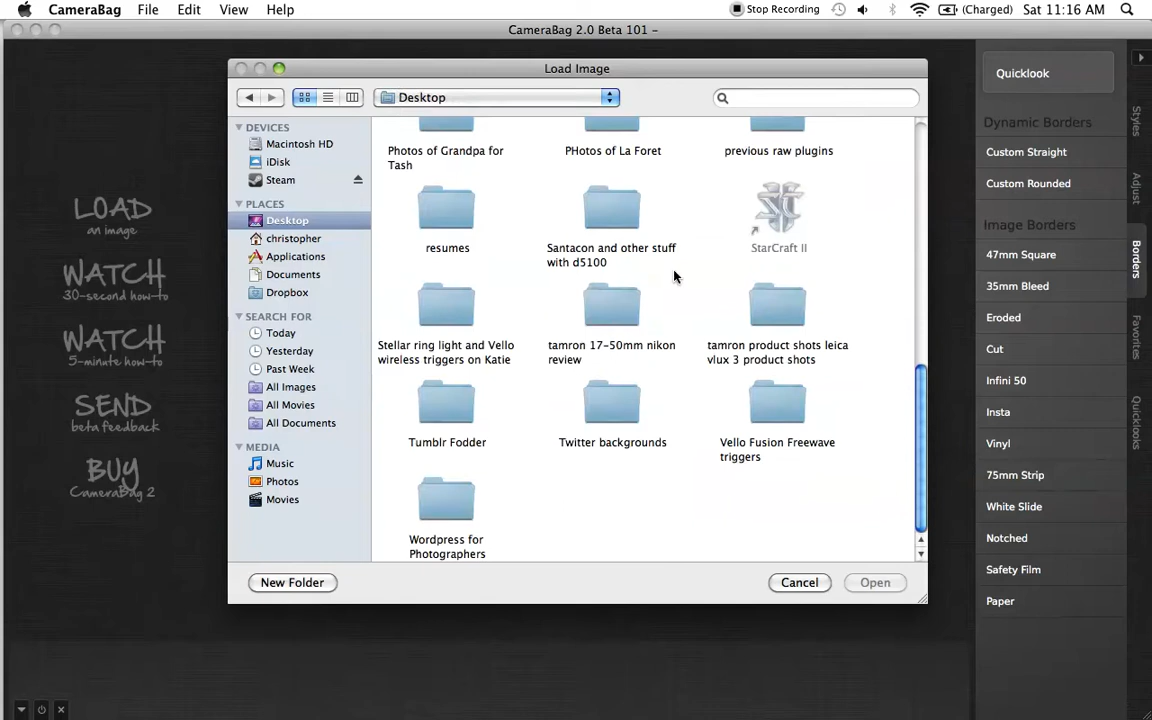 CameraBag File Edit View Help Stop Recording (Charged) Sat 11:16 AM
CameraBag 2.0 Beta 101 -
Load Image
Desktop
LOAD
an image
WATCH
30-second how-to
WATCH
5-minute how-to
SEND
beta feedback
BUY
CameraBag 2
DEVICES
Macintosh HD
iDisk
Steam
PLACES
Desktop
christopher
Applications
Documents
Dropbox
SEARCH FOR
Today
Yesterday
Past Week
All Images
All Movies
All Documents
MEDIA
Music
Photos
Movies
PHotos of Grandpa for
Tash
PHotos of La Foret
previous raw plugins
resumes
Santacon and other stuff
with d5100
StarCraft II
Stellar ring light and Vello
wireless triggers on Katie
tamron 17-50mm nikon
review
tamron product shots leica
vlux 3 product shots
Tumblr Fodder
Twitter backgrounds
Vello Fusion Freewave
triggers
Wordpress for
Photographers
New Folder
Cancel
Open
Quicklook
Dynamic Borders
Custom Straight
Custom Rounded
Image Borders
47mm Square
35mm Bleed
Eroded
Cut
Infini 50
Insta
Vinyl
75mm Strip
White Slide
Notched
Safety Film
Paper
Styles
Adjust
Borders
Favorites
Quicklooks